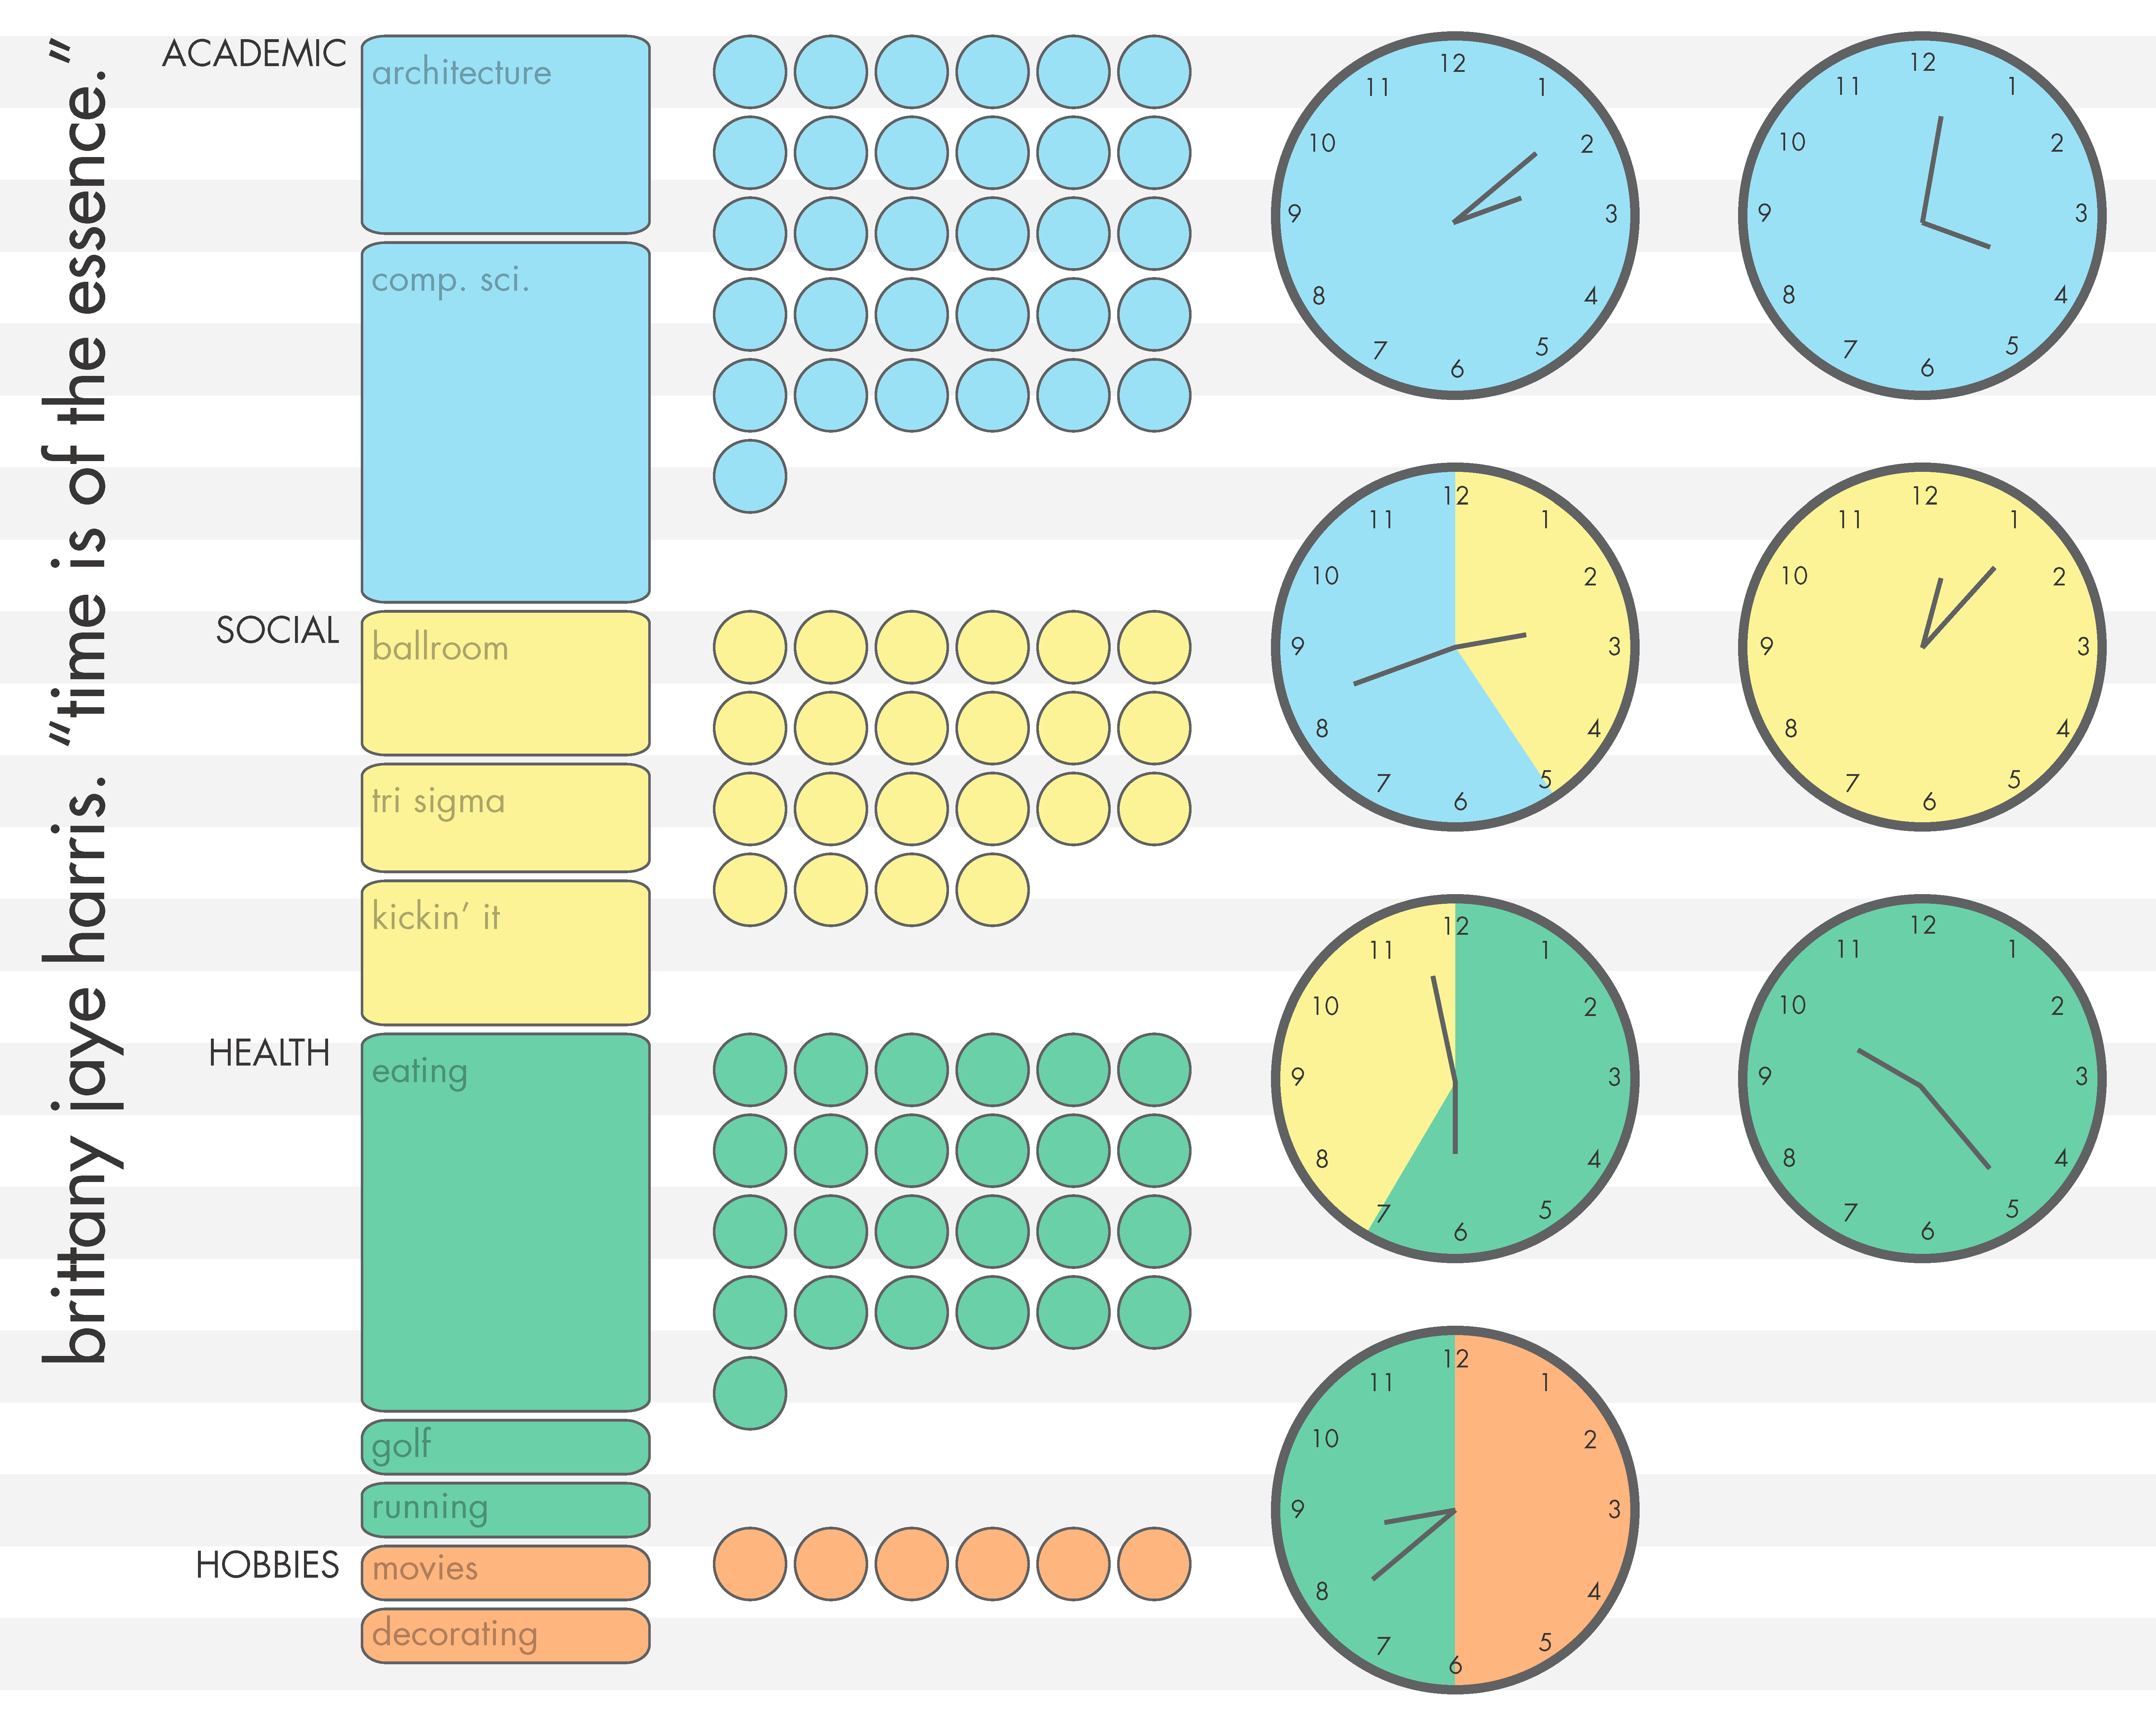 brittany jaye harris. “time is of the essence.”
ACADEMIC
architecture
comp. sci.
SOCIAL
ballroom
tri sigma
kickin’ it
HEALTH
eating
golf
running
HOBBIES
movies
decorating
12 1 2 3 4 5 6 7 8 9 10 11
12 1 2 3 4 5 6 7 8 9 10 11
12 1 2 3 4 5 6 7 8 9 10 11
12 1 2 3 4 5 6 7 8 9 10 11
12 1 2 3 4 5 6 7 8 9 10 11
12 1 2 3 4 5 6 7 8 9 10 11
12 1 2 3 4 5 6 7 8 9 10 11